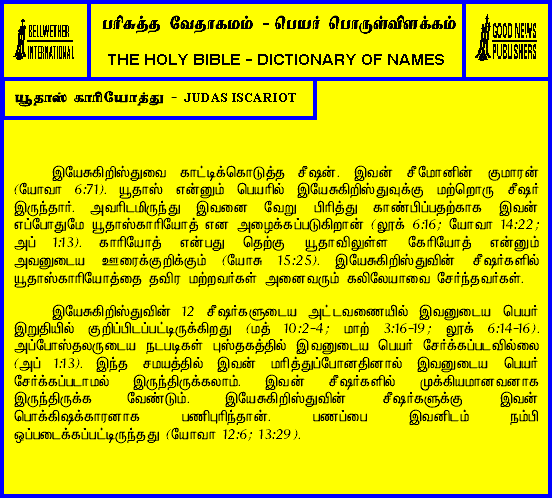 BELLWETHER
INTERNATIONAL
பரிசுத்த வேதாகமம் - பெயர் பொருள்விளக்கம்
THE HOLY BIBLE - DICTIONARY OF NAMES
GOOD NEWS
PUBLISHERS
யூதாஸ் காரியோத்து - JUDAS ISCARIOT
இயேசுகிறிஸ்துவை காட்டிக்கொடுத்த சீஷன். இவன் சீமோனின் குமாரன்
(யோவா 6:71). யூதாஸ் என்னும் பெயரில் இயேசுகிறிஸ்துவுக்கு மற்றொரு சீஷர்
இருந்தார். அவரிடமிருந்து இவனை வேறு பிரித்து காண்பிப்பதற்காக இவன்
எப்போதுமே யூதாஸ்காரியோத் என அழைக்கப்படுகிறான் (லூக் 6:16; யோவா 14:22;
அப் 1:13). காரியோத் என்பது தெற்கு யூதாவிலுள்ள கேரியோத் என்னும்
அவனுடைய ஊரைக்குறிக்கும் (யோசு 15:25). இயேசுகிறிஸ்துவின் சீஷர்களில்
யூதாஸ்காரியோத்தை தவிர மற்றவர்கள் அனைவரும் கலிலேயாவை சேர்ந்தவர்கள்.
இயேசுகிறிஸ்துவின் 12 சீஷர்களுடைய அட்டவணையில் இவனுடைய பெயர்
இறுதியில் குறிப்பிடப்பட்டிருக்கிறது (மத் 10:2-4; மாற் 3:16-19; லூக் 6:14-16).
அப்போஸ்தலருடைய நடபடிகள் புஸ்தகத்தில் இவனுடைய பெயர் சேர்க்கப்படவில்லை
(அப் 1:13). இந்த சமயத்தில் இவன் மரித்துப்போனதினால் இவனுடைய பெயர்
சேர்க்கப்படாமல் இருந்திருக்கலாம். இவன் சீஷர்களில் முக்கியமானவனாக
இருந்திருக்க வேண்டும். இயேசுகிறிஸ்துவின் சீஷர்களுக்கு இவன்
பொக்கிஷக்காரனாக பணிபுரிந்தான். பணப்பை இவனிடம் நம்பி
ஒப்படைக்கப்பட்டிருந்தது (யோவா 12:6; 13:29).